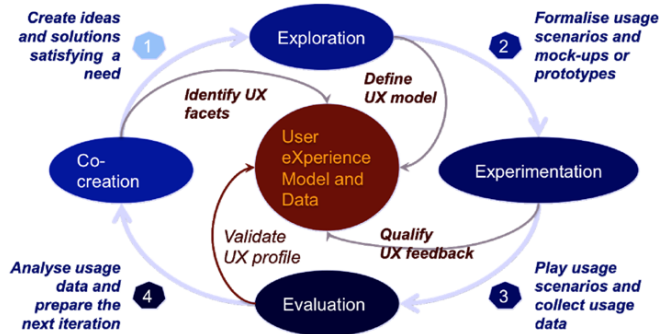 Create ideas
and solutions
satisfying a
need
1
Exploration
2
Formalise usage
scenarios and
mock-ups or
prototypes
Identify UX
facets
Define
UX model
User
eXperience
Model and
Data
Co-
creation
Experimentation
Validate
UX profile
Qualify
UX feedback
Analyse usage
data and
prepare the
next iteration
4
Evaluation
3
Play usage
scenarios and
collect usage
data